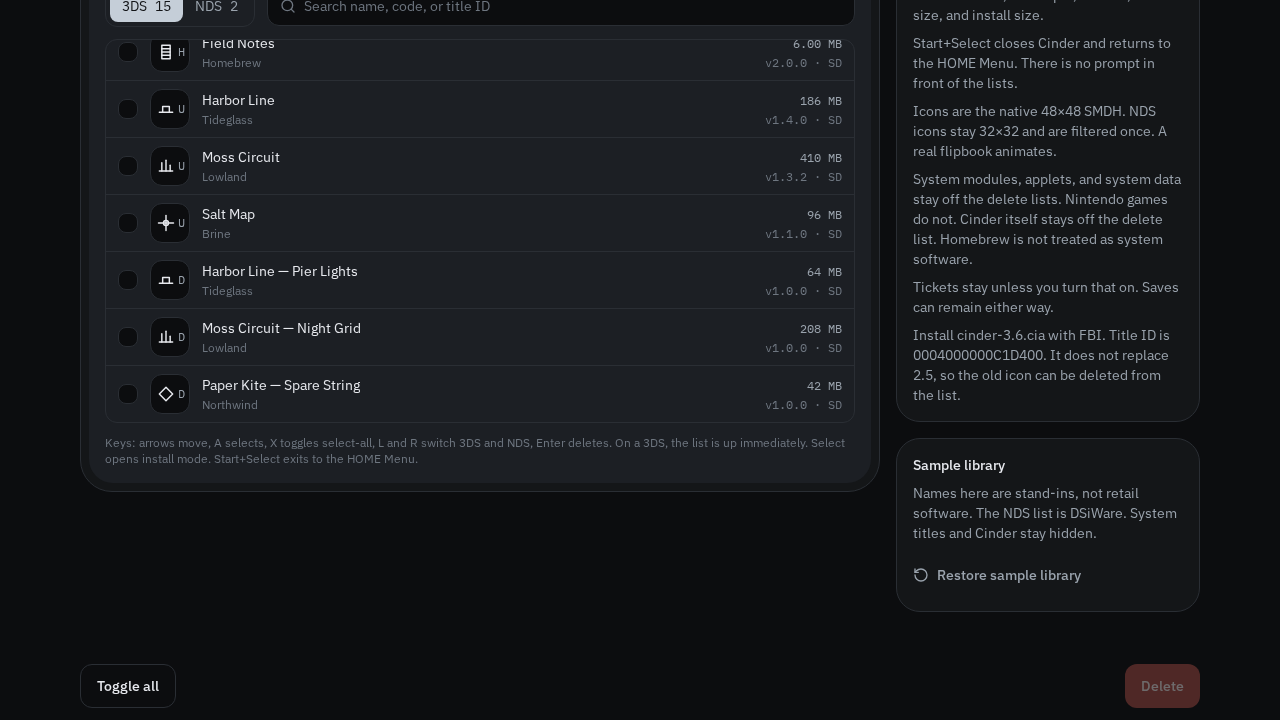 3DS 15 NDS 2 Search name, code, or title ID
Field Notes 6.00 MB
H
Homebrew v2.0.0 · SD
Harbor Line 186 MB
U
Tideglass v1.4.0 · SD
Moss Circuit 410 MB
U
Lowland v1.3.2 · SD
Salt Map 96 MB
U
Brine v1.1.0 · SD
Harbor Line — Pier Lights 64 MB
D
Tideglass v1.0.0 · SD
Moss Circuit — Night Grid 208 MB
D
Lowland v1.0.0 · SD
Paper Kite — Spare String 42 MB
D
Northwind v1.0.0 · SD
Keys: arrows move, A selects, X toggles select-all, L and R switch 3DS and NDS, Enter deletes. On a 3DS, the list is up immediately. Select
opens install mode. Start+Select exits to the HOME Menu.
size, and install size.
Start+Select closes Cinder and returns to
the HOME Menu. There is no prompt in
front of the lists.
Icons are the native 48×48 SMDH. NDS
icons stay 32×32 and are filtered once. A
real flipbook animates.
System modules, applets, and system data
stay off the delete lists. Nintendo games
do not. Cinder itself stays off the delete
list. Homebrew is not treated as system
software.
Tickets stay unless you turn that on. Saves
can remain either way.
Install cinder-3.6.cia with FBI. Title ID is
0004000000C1D400. It does not replace
2.5, so the old icon can be deleted from
the list.
Sample library
Names here are stand-ins, not retail
software. The NDS list is DSiWare. System
titles and Cinder stay hidden.
Restore sample library
Toggle all Delete